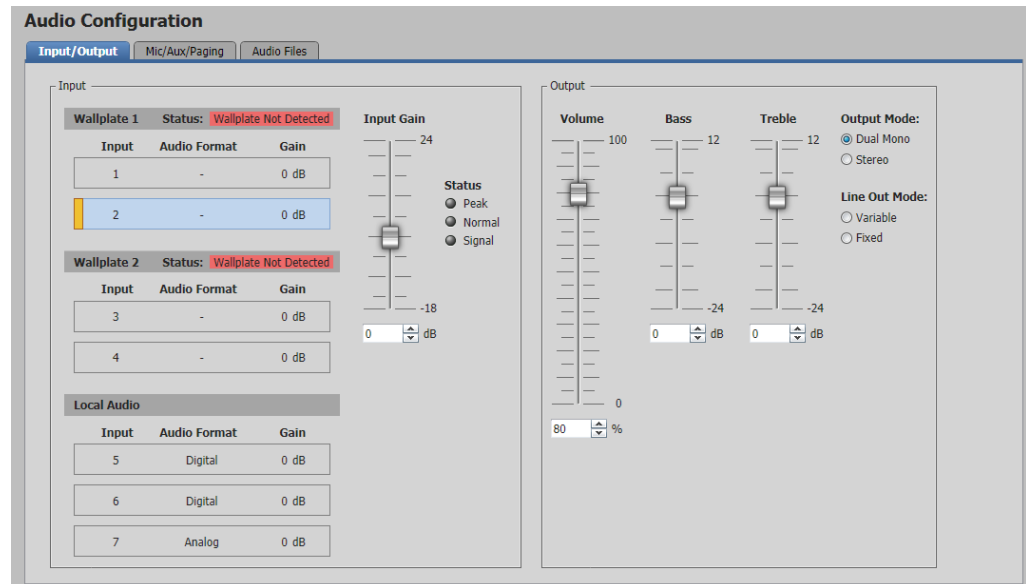 Audio Configuration
Input/Output Mic/Aux/Paging Audio Files
Input
Wallplate 1 Status: Wallplate Not Detected
Input Audio Format Gain
1 - 0 dB
2 - 0 dB
Wallplate 2 Status: Wallplate Not Detected
Input Audio Format Gain
3 - 0 dB
4 - 0 dB
Local Audio
Input Audio Format Gain
5 Digital 0 dB
6 Digital 0 dB
7 Analog 0 dB
Input Gain
24
-18
0 dB
Status
Peak
Normal
Signal
Output
Volume
100
0
80 %
Bass
12
-24
0 dB
Treble
12
-24
0 dB
Output Mode:
Dual Mono
Stereo
Line Out Mode:
Variable
Fixed